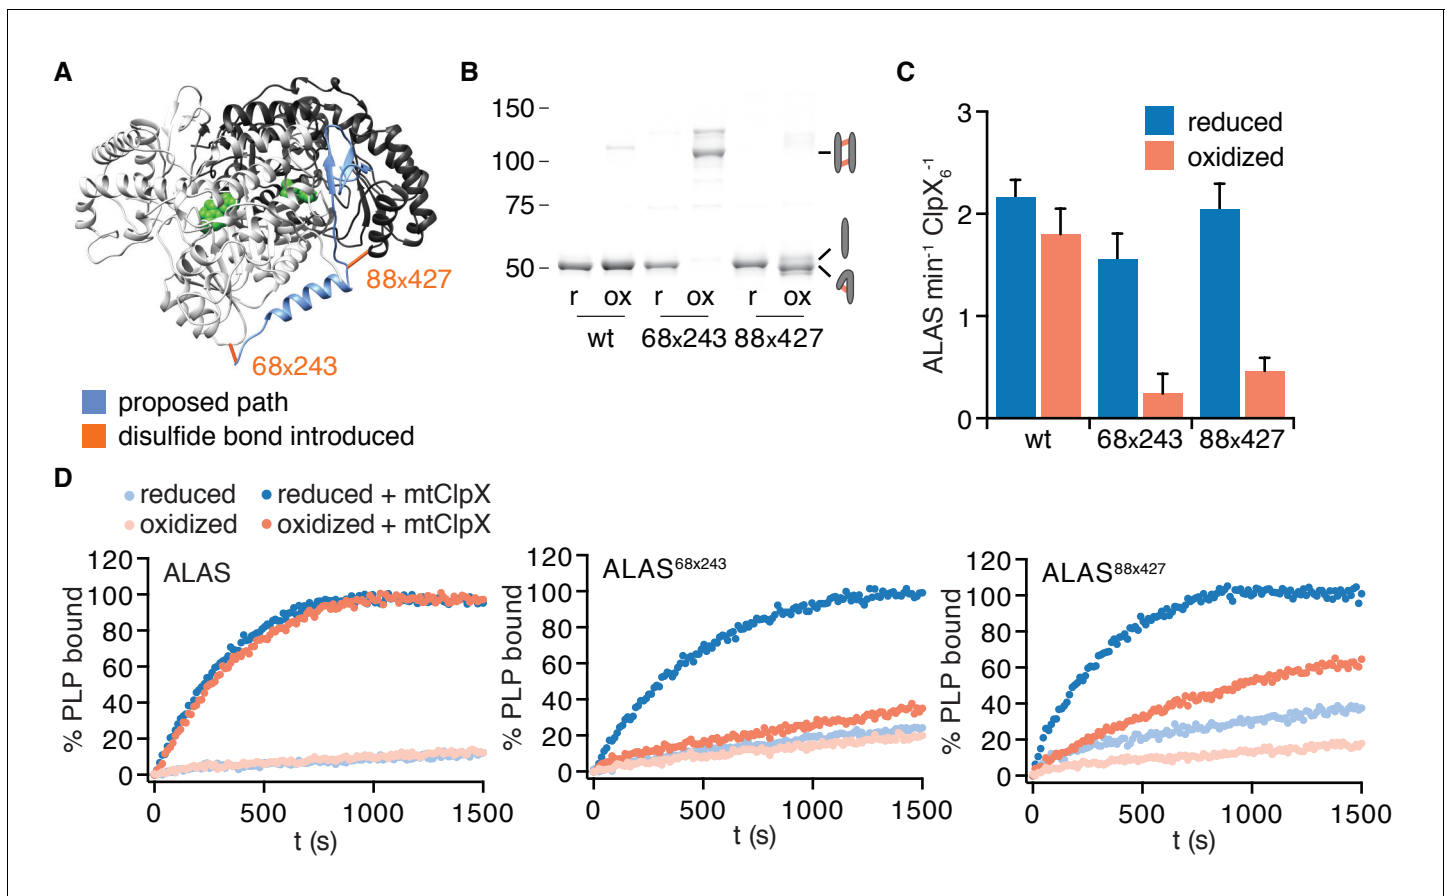 A
88x427
68x243
proposed path
disulfide bond introduced
B
150
100
75
50
r ox r ox r ox
wt 68x243 88x427
C
ALAS min⁻¹ ClpX₆⁻¹
3
2
1
0
reduced
oxidized
wt 68x243 88x427
D
reduced reduced + mtClpX
oxidized oxidized + mtClpX
ALAS
% PLP bound
120
100
80
60
40
20
0
0 500 1000 1500
t (s)
ALAS⁶⁸ˣ²⁴³
% PLP bound
120
100
80
60
40
20
0
0 500 1000 1500
t (s)
ALAS⁸⁸ˣ⁴²⁷
% PLP bound
120
100
80
60
40
20
0
0 500 1000 1500
t (s)